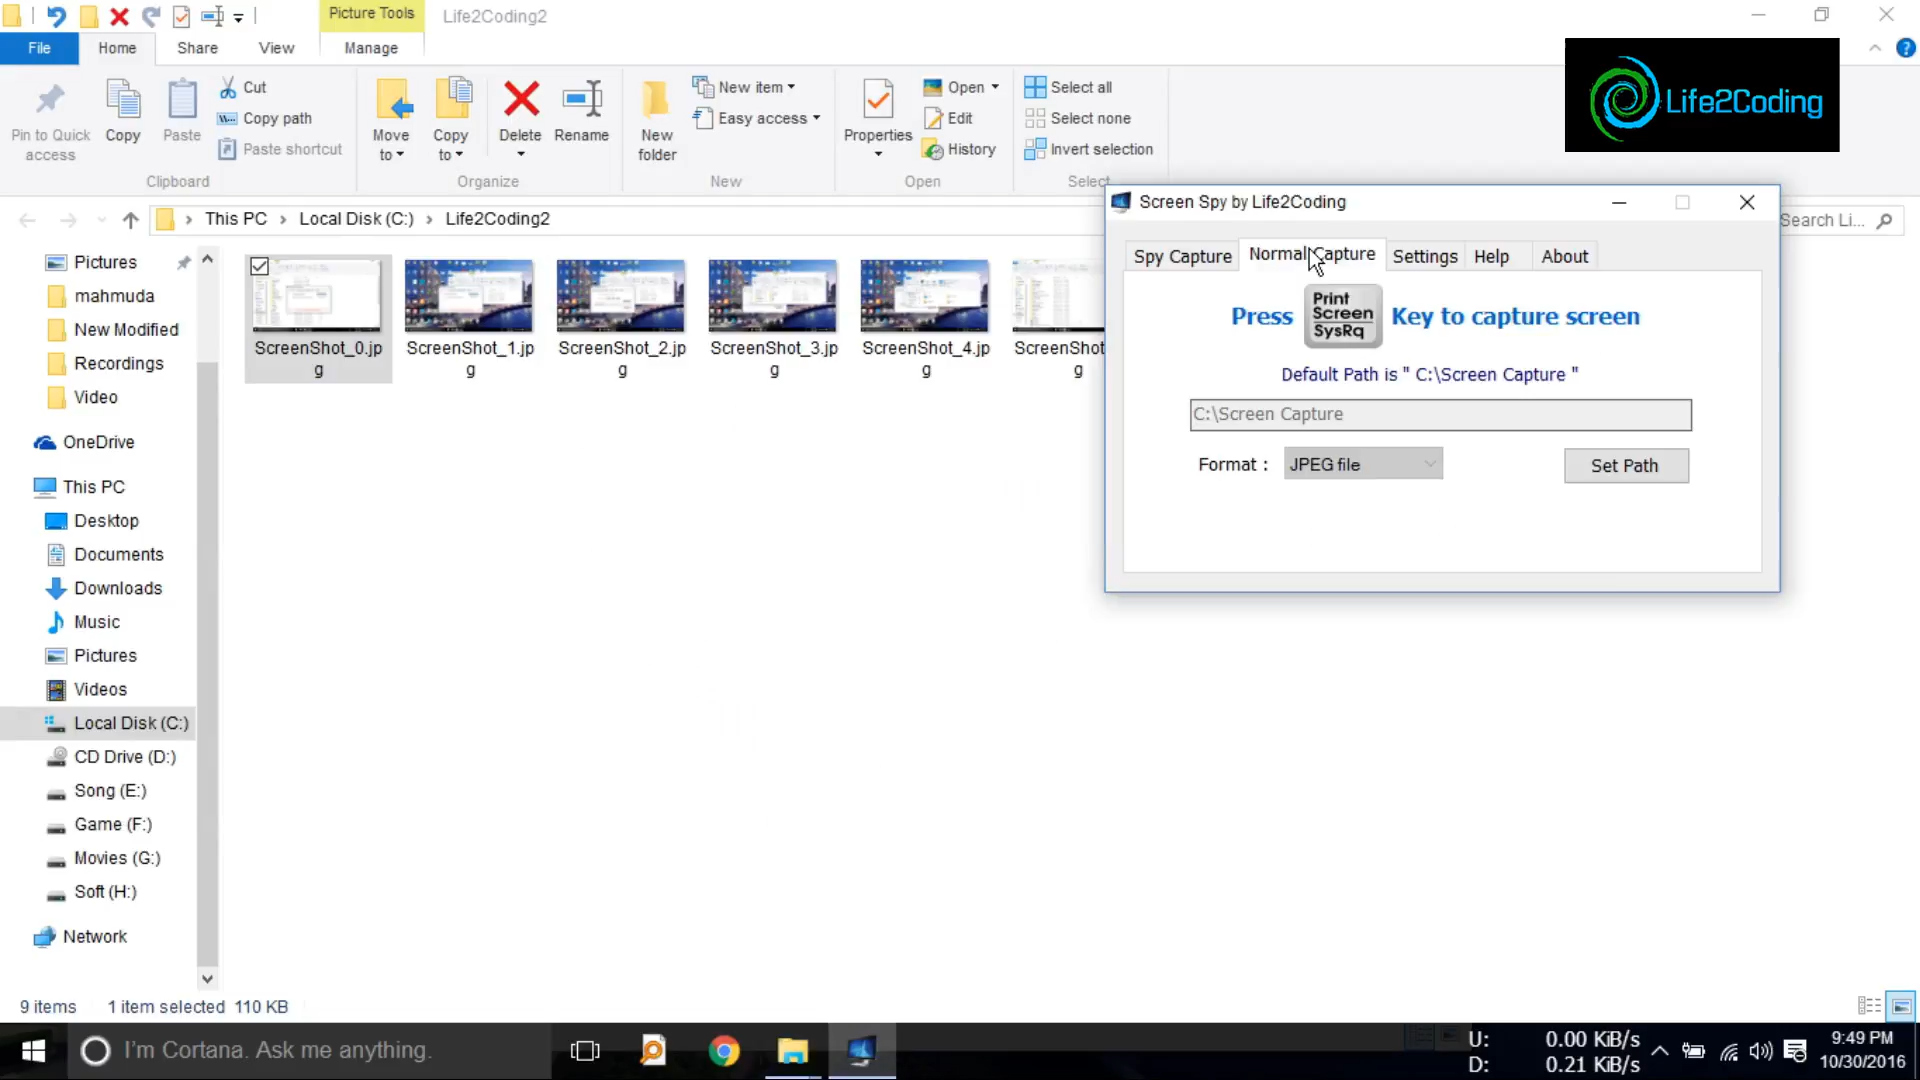 Picture Tools
Life2Coding2
File
Home
Share
View
Manage
Life2Coding
Pin to Quick access
Copy
Paste
Cut
Copy path
Paste shortcut
Clipboard
Move to
Copy to
Delete
Rename
Organize
New folder
New item
Easy access
New
Properties
Open
Edit
History
Open
Select all
Select none
Invert selection
Select
This PC
Local Disk (C:)
Life2Coding2
Search Li...
Pictures
mahmuda
New Modified
Recordings
Video
OneDrive
This PC
Desktop
Documents
Downloads
Music
Pictures
Videos
Local Disk (C:)
CD Drive (D:)
Song (E:)
Game (F:)
Movies (G:)
Soft (H:)
Network
ScreenShot_0.jp
g
ScreenShot_1.jp
g
ScreenShot_2.jp
g
ScreenShot_3.jp
g
ScreenShot_4.jp
g
ScreenShot
g
Screen Spy by Life2Coding
Spy Capture
Normal Capture
Settings
Help
About
Press
Print
Screen
SysRq
Key to capture screen
Default Path is " C:\Screen Capture "
C:\Screen Capture
Format :
JPEG file
Set Path
9 items
1 item selected 110 KB
I'm Cortana. Ask me anything.
U: 0.00 KiB/s
D: 0.21 KiB/s
9:49 PM
10/30/2016